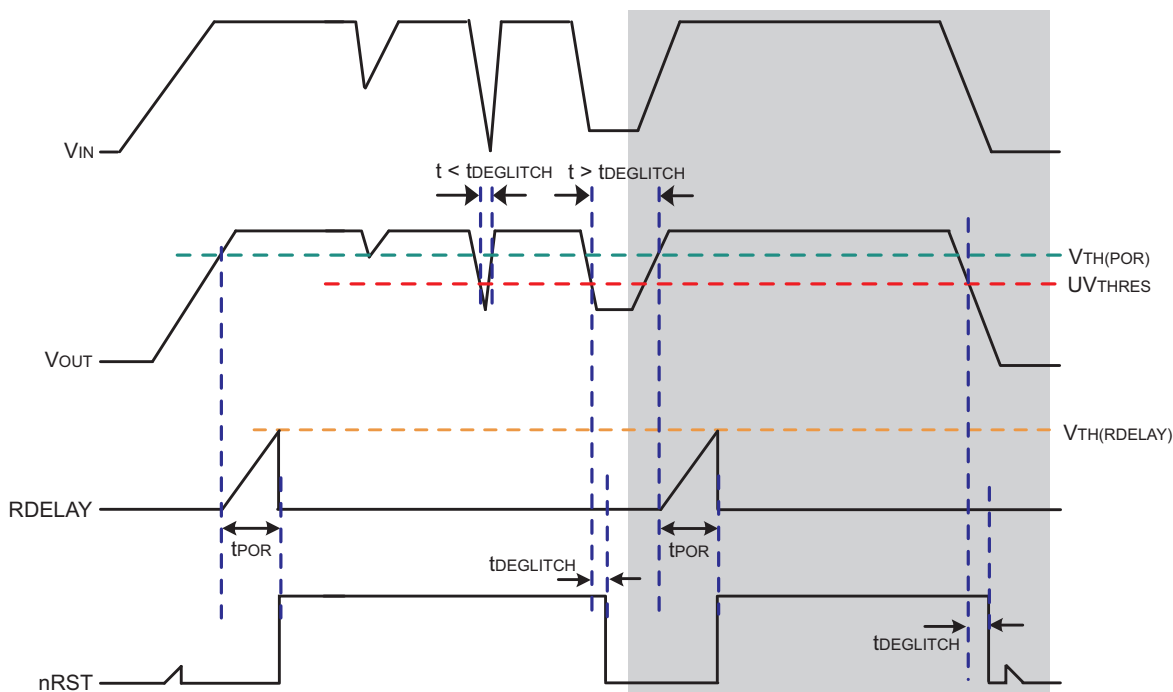 VIN
t < tDEGLITCH
t > tDEGLITCH
VTH(POR)
UVTHRES
VOUT
VTH(RDELAY)
RDELAY
tPOR
tPOR
tDEGLITCH
tDEGLITCH
nRST